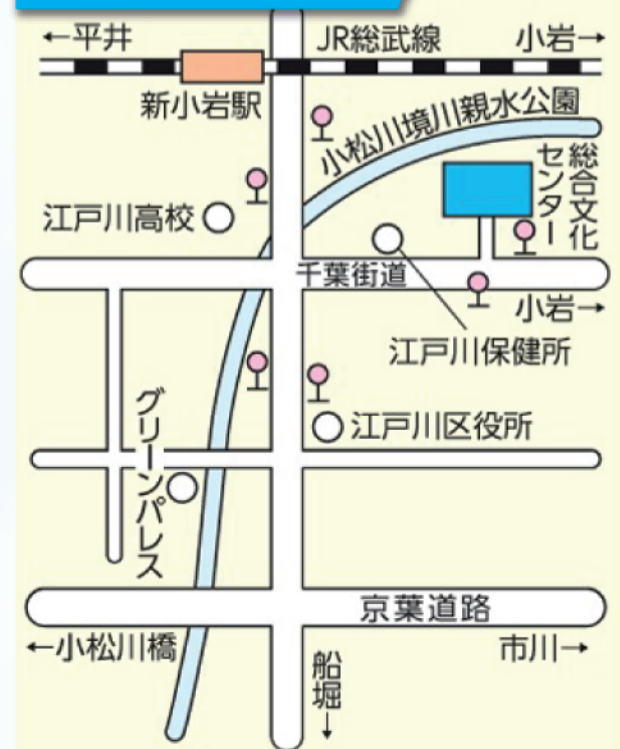 ←平井
JR総武線
小岩→
新小岩駅
小松川境川親水公園
総合文化
センター
江戸川高校
千葉街道
小岩→
江戸川保健所
グリーンパレス
江戸川区役所
京葉道路
←小松川橋
市川→
船堀↓